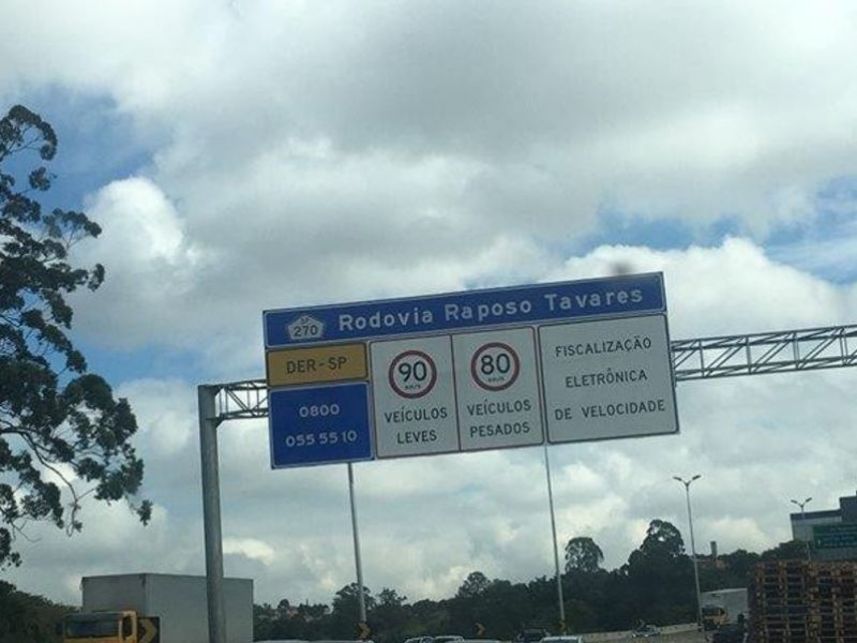 SP
270
Rodovia Raposo Tavares
DER-SP
0800
055 55 10
90
km/h
VEÍCULOS
LEVES
80
km/h
VEÍCULOS
PESADOS
FISCALIZAÇÃO
ELETRÔNICA
DE VELOCIDADE